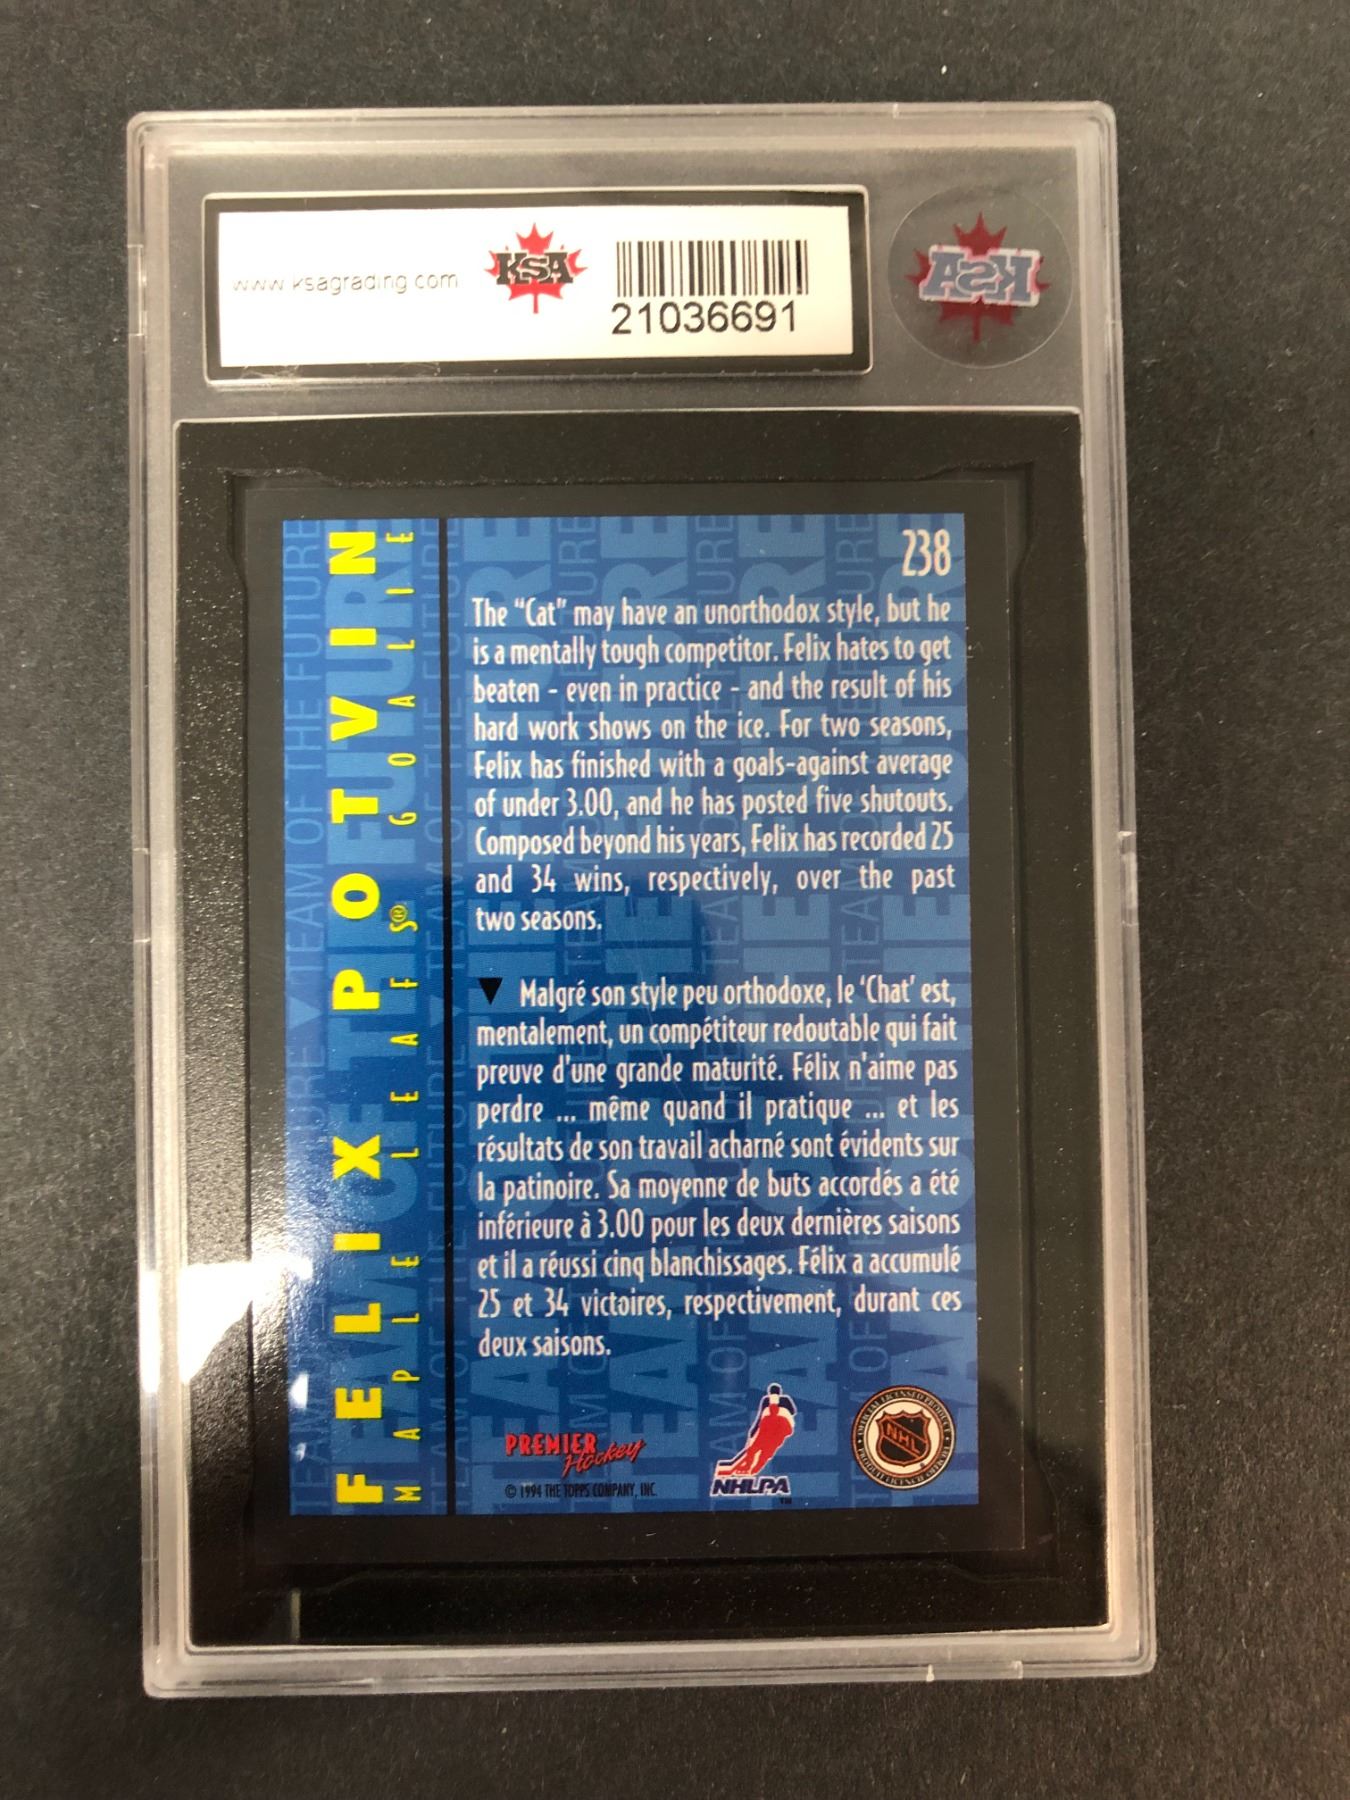 www.ksagrading.com
KSA
21036691
KSA
238
FELIX POTVIN
MAPLE LEAFS® GOALIE
The "Cat" may have an unorthodox style, but he
is a mentally tough competitor. Felix hates to get
beaten - even in practice - and the result of his
hard work shows on the ice. For two seasons,
Felix has finished with a goals-against average
of under 3.00, and he has posted five shutouts.
Composed beyond his years, Felix has recorded 25
and 34 wins, respectively, over the past
two seasons.
▼ Malgré son style peu orthodoxe, le 'Chat' est,
mentalement, un compétiteur redoutable qui fait
preuve d'une grande maturité. Félix n'aime pas
perdre ... même quand il pratique ... et les
résultats de son travail acharné sont évidents sur
la patinoire. Sa moyenne de buts accordés a été
inférieure à 3.00 pour les deux dernières saisons
et il a réussi cinq blanchissages. Félix a accumulé
25 et 34 victoires, respectivement, durant ces
deux saisons.
PREMIER
Hockey
© 1994 THE TOPPS COMPANY, INC.
NHLPA™
NHL
OFFICIAL LICENSED PRODUCT
TEAM OF THE FUTURE